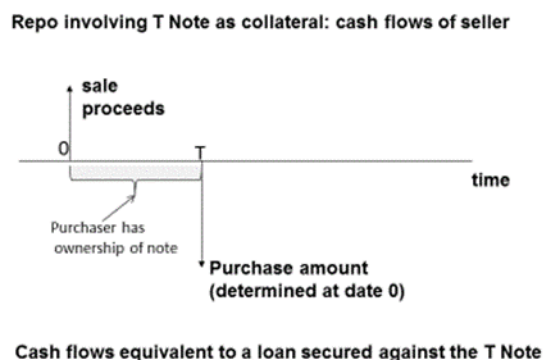 Repo involving T Note as collateral: cash flows of seller
sale
proceeds
0
T
time
Purchaser has
ownership of note
Purchase amount
(determined at date 0)
Cash flows equivalent to a loan secured against the T Note